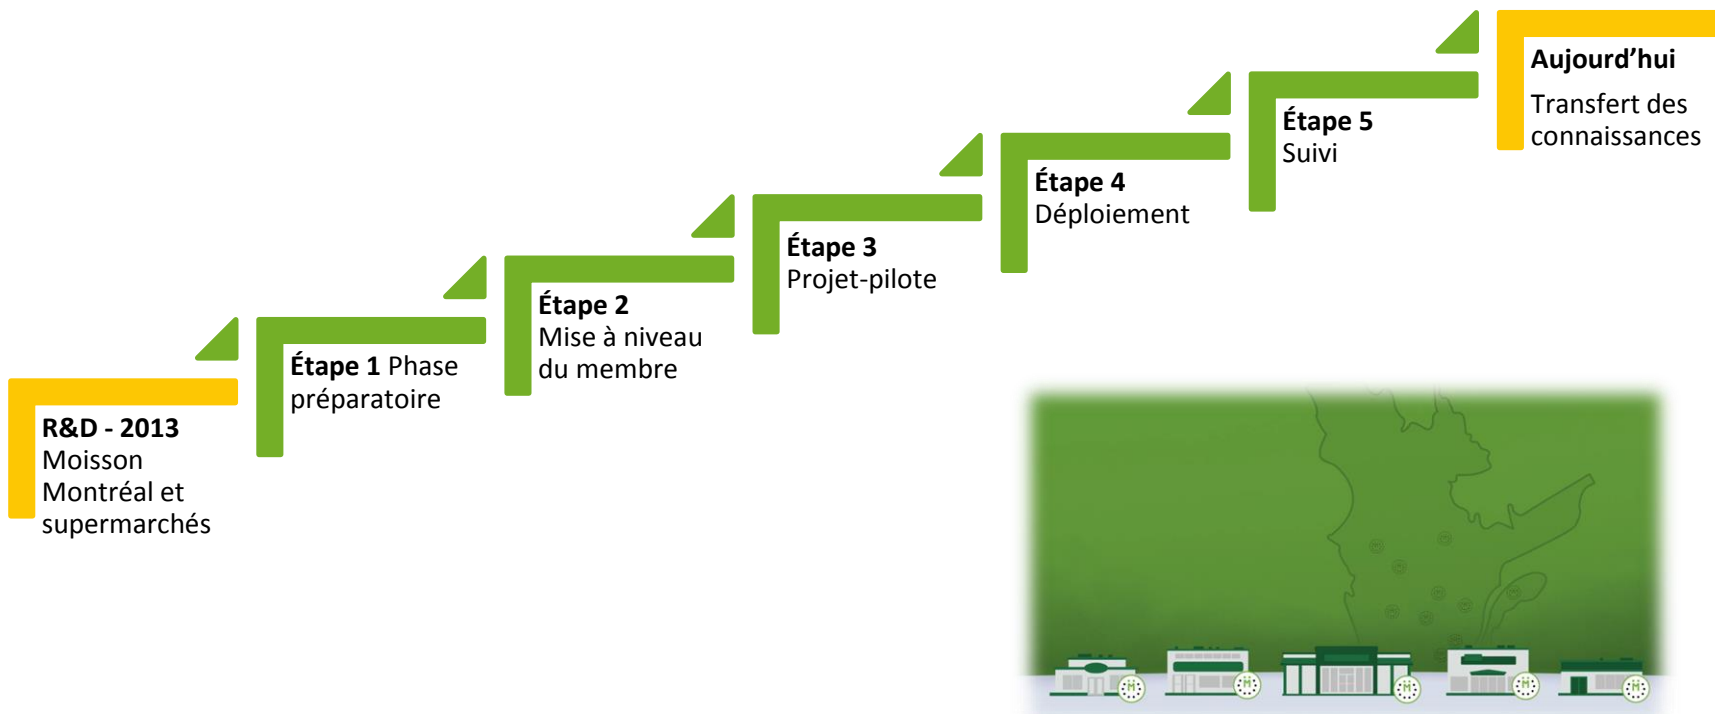 R&D - 2013
Moisson
Montréal et
supermarchés
Étape 1 Phase
préparatoire
Étape 2
Mise à niveau
du membre
Étape 3
Projet-pilote
Étape 4
Déploiement
Étape 5
Suivi
Aujourd’hui
Transfert des
connaissances